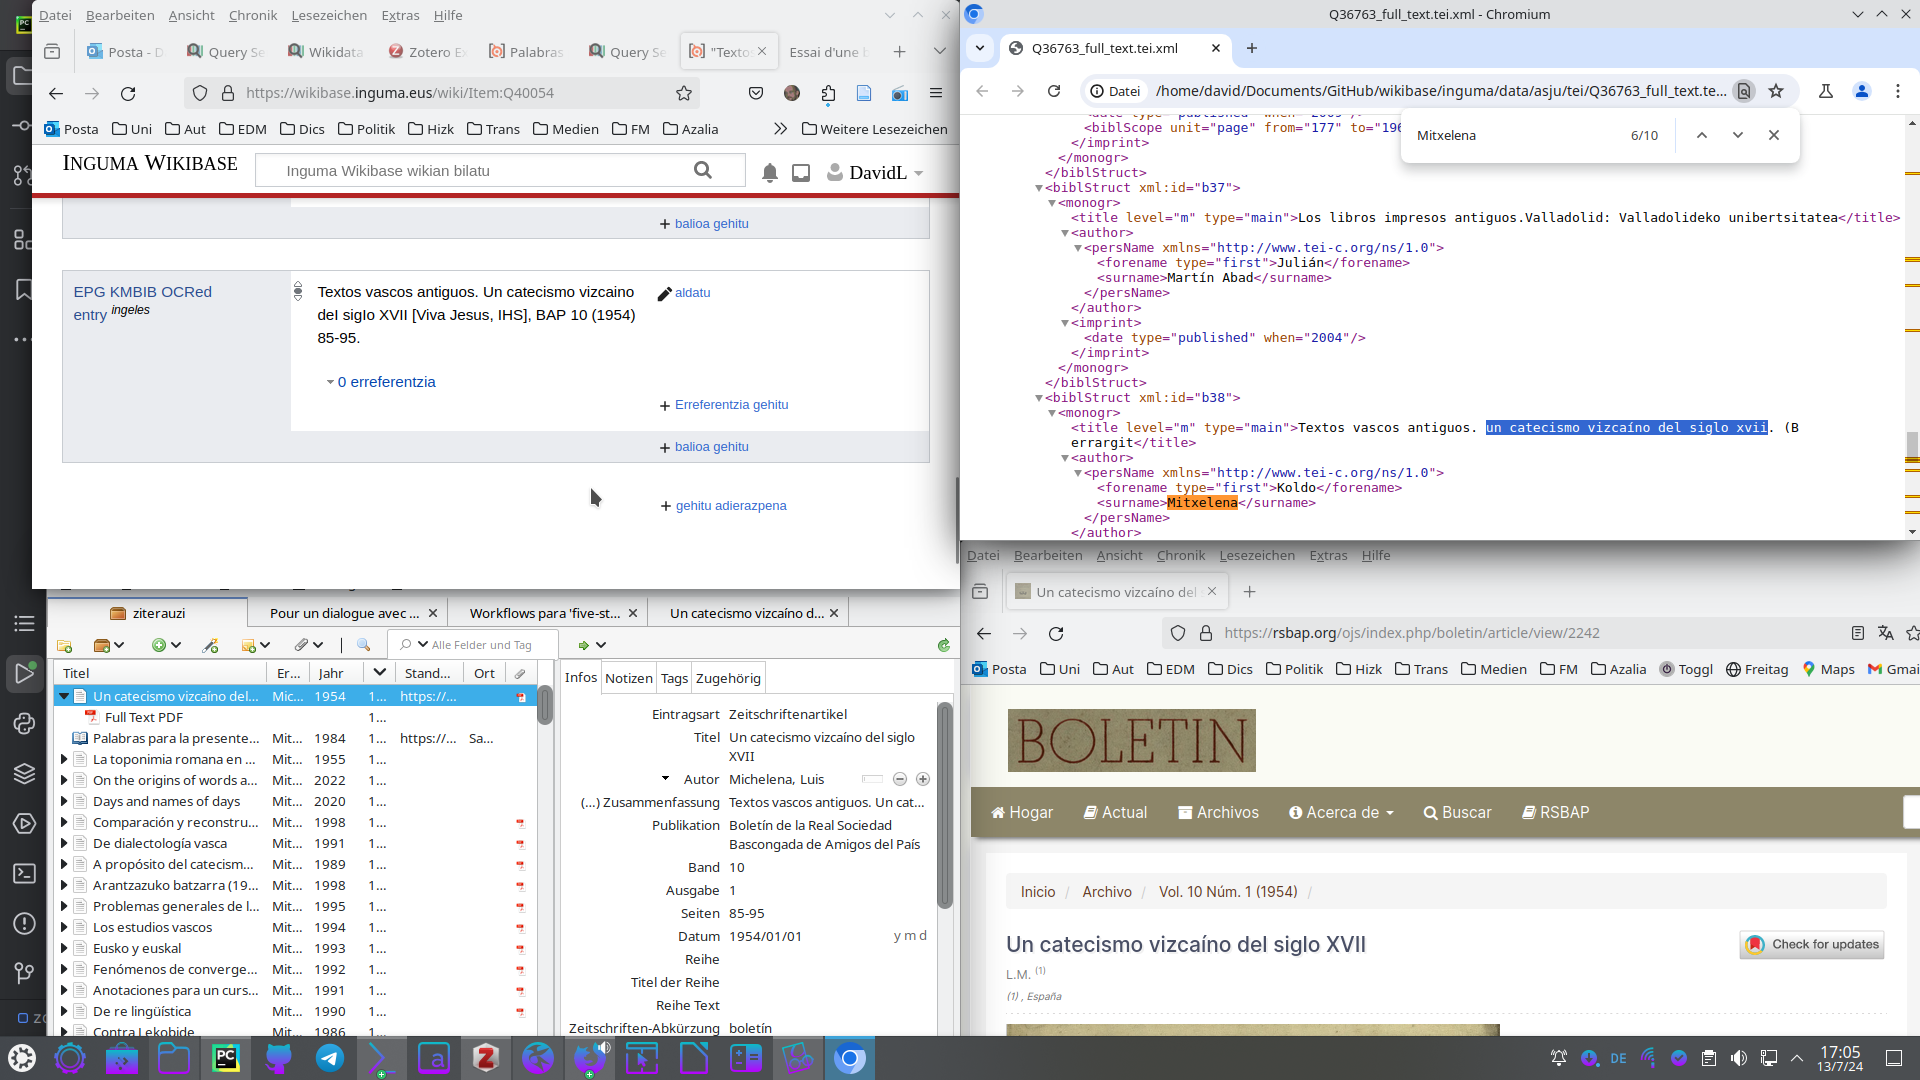 Datei Bearbeiten Ansicht Chronik Lesezeichen Extras Hilfe
Posta - D Query Se Wikidata Zotero Ex Palabras Query Se "Textos Essai d'une b
https://wikibase.inguma.eus/wiki/Item:Q40054
Posta Uni Aut EDM Dics Politik Hizk Trans Medien FM Azalia Weitere Lesezeichen
INGUMA WIKIBASE
Inguma Wikibase wikian bilatu
DavidL
balioa gehitu
EPG KMBIB OCRed entry ingeles
Textos vascos antiguos. Un catecismo vizcaino
deI sigIo XVII [Viva Jesus, IHS], BAP 10 (1954)
85-95.
aldatu
0 erreferentzia
Erreferentzia gehitu
balioa gehitu
gehitu adierazpena
Q36763_full_text.tei.xml - Chromium
Q36763_full_text.tei.xml
Datei /home/david/Documents/GitHub/wikibase/inguma/data/asju/tei/Q36763_full_text.te...
Mitxelena 6/10
<biblScope unit="page" from="177" to="196
</imprint>
</monogr>
</biblStruct>
<biblStruct xml:id="b37">
<monogr>
<title level="m" type="main">Los libros impresos antiguos.Valladolid: Valladolideko unibertsitatea</title>
<author>
<persName xmlns="http://www.tei-c.org/ns/1.0">
<forename type="first">Julián</forename>
<surname>Martín Abad</surname>
</persName>
</author>
<imprint>
<date type="published" when="2004"/>
</imprint>
</monogr>
</biblStruct>
<biblStruct xml:id="b38">
<monogr>
<title level="m" type="main">Textos vascos antiguos. un catecismo vizcaíno del siglo xvii. (B
errargit</title>
<author>
<persName xmlns="http://www.tei-c.org/ns/1.0">
<forename type="first">Koldo</forename>
<surname>Mitxelena</surname>
</persName>
</author>
ziterauzi Pour un dialogue avec ... Workflows para 'five-st... Un catecismo vizcaíno d...
Alle Felder und Tag
Titel Er... Jahr Stand... Ort
Un catecismo vizcaíno del... Mic... 1954 1... https://...
Full Text PDF 1...
Palabras para la presente... Mit... 1984 1... https://... Sa...
La toponimia romana en ... Mit... 1955 1...
On the origins of words a... Mit... 2022 1...
Days and names of days Mit... 2020 1...
Comparación y reconstru... Mit... 1998 1...
De dialectología vasca Mit... 1991 1...
A propósito del catecism... Mit... 1989 1...
Arantzazuko batzarra (19... Mit... 1998 1...
Problemas generales de l... Mit... 1995 1...
Los estudios vascos Mit... 1994 1...
Eusko y euskal Mit... 1993 1...
Fenómenos de converge... Mit... 1992 1...
Anotaciones para un curs... Mit... 1991 1...
De re lingüística Mit... 1990 1...
Contra Lekobide Mit... 1986 1...
Infos Notizen Tags Zugehörig
Eintragsart Zeitschriftenartikel
Titel Un catecismo vizcaíno del siglo
XVII
Autor Michelena, Luis
(...) Zusammenfassung Textos vascos antiguos. Un cat...
Publikation Boletín de la Real Sociedad
Bascongada de Amigos del País
Band 10
Ausgabe 1
Seiten 85-95
Datum 1954/01/01 y m d
Reihe
Titel der Reihe
Reihe Text
Zeitschriften-Abkürzung boletín
Datei Bearbeiten Ansicht Chronik Lesezeichen Extras Hilfe
Un catecismo vizcaíno del
https://rsbap.org/ojs/index.php/boletin/article/view/2242
Posta Uni Aut EDM Dics Politik Hizk Trans Medien FM Azalia Toggl Freitag Maps Gmai
BOLETIN
Hogar Actual Archivos Acerca de Buscar RSBAP
Inicio / Archivo / Vol. 10 Núm. 1 (1954) /
Un catecismo vizcaíno del siglo XVII
Check for updates
L.M. (1)
(1) , España
PC
DE
17:05
13/7/24